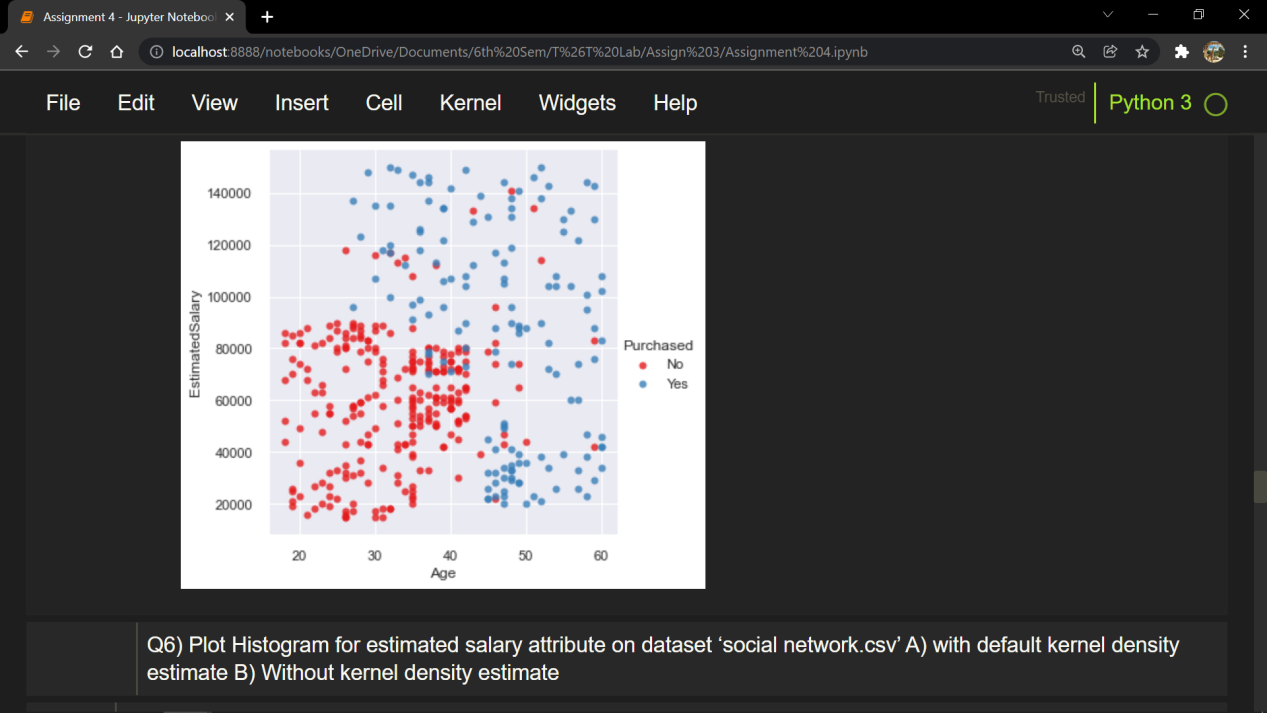 Assignment 4 - Jupyter Noteboo
localhost:8888/notebooks/OneDrive/Documents/6th%20Sem/T%26T%20Lab/Assign%203/Assignment%204.ipynb
File Edit View Insert Cell Kernel Widgets Help Trusted Python 3
140000
120000
100000
80000
60000
40000
20000
EstimatedSalary
20 30 40 50 60
Age
Purchased
No
Yes
Q6) Plot Histogram for estimated salary attribute on dataset ‘social network.csv’ A) with default kernel density
estimate B) Without kernel density estimate